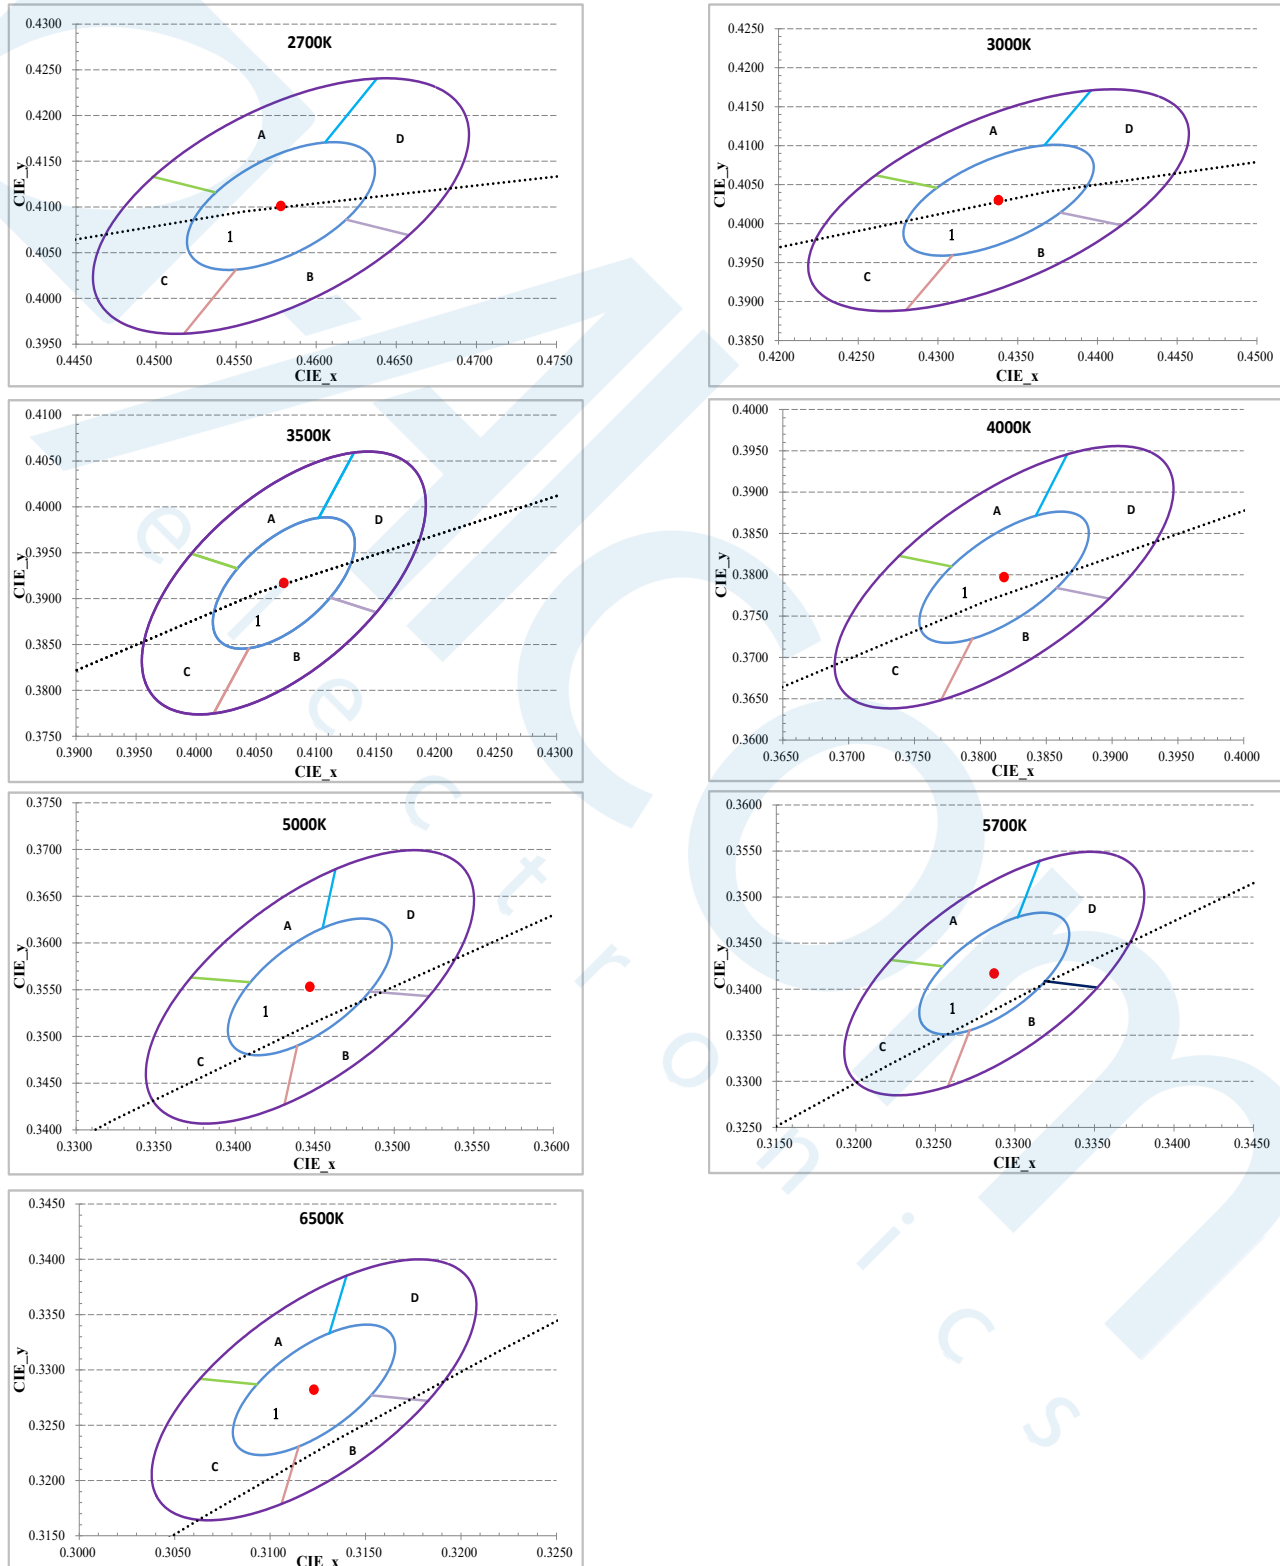 2700K
CIE_y
0.4300
0.4250
0.4200
0.4150
0.4100
0.4050
0.4000
0.3950
A
D
1
B
C
0.4450 0.4500 0.4550 0.4600 0.4650 0.4700 0.4750
CIE_x
3000K
CIE_y
0.4250
0.4200
0.4150
0.4100
0.4050
0.4000
0.3950
0.3900
0.3850
A
D
1
B
C
0.4200 0.4250 0.4300 0.4350 0.4400 0.4450 0.4500
CIE_x
3500K
CIE_y
0.4100
0.4050
0.4000
0.3950
0.3900
0.3850
0.3800
0.3750
A
D
1
B
C
0.3900 0.3950 0.4000 0.4050 0.4100 0.4150 0.4200 0.4250 0.4300
CIE_x
4000K
CIE_y
0.4000
0.3950
0.3900
0.3850
0.3800
0.3750
0.3700
0.3650
0.3600
A
D
1
B
C
0.3650 0.3700 0.3750 0.3800 0.3850 0.3900 0.3950 0.4000
CIE_x
5000K
CIE_y
0.3750
0.3700
0.3650
0.3600
0.3550
0.3500
0.3450
0.3400
A
D
1
B
C
0.3300 0.3350 0.3400 0.3450 0.3500 0.3550 0.3600
CIE_x
5700K
CIE_y
0.3600
0.3550
0.3500
0.3450
0.3400
0.3350
0.3300
0.3250
A
D
1
B
C
0.3150 0.3200 0.3250 0.3300 0.3350 0.3400 0.3450
CIE_x
6500K
CIE_y
0.3450
0.3400
0.3350
0.3300
0.3250
0.3200
0.3150
A
D
1
B
C
0.3000 0.3050 0.3100 0.3150 0.3200 0.3250
CIE_x
electronics